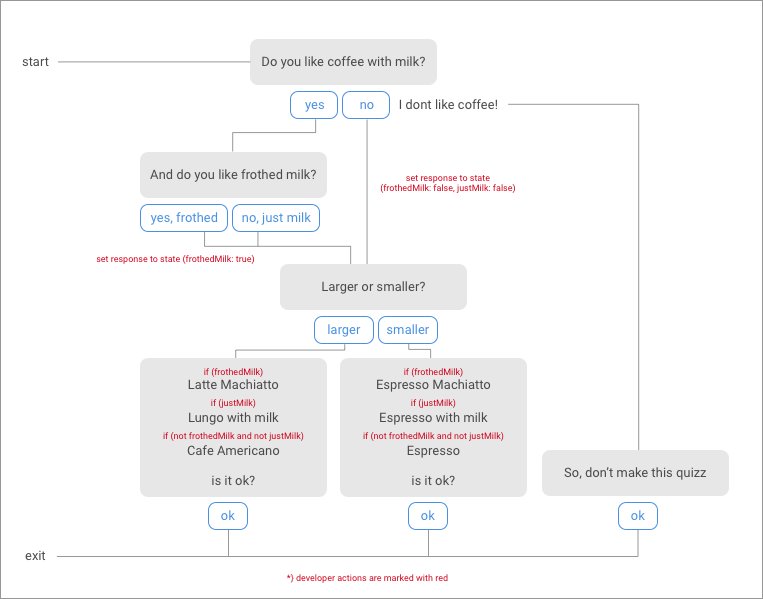 start
Do you like coffee with milk?
yes
no
I dont like coffee!
And do you like frothed milk?
set response to state
(frothedMilk: false, justMilk: false)
yes, frothed
no, just milk
set response to state (frothedMilk: true)
Larger or smaller?
larger
smaller
if (frothedMilk)
Latte Machiatto
if (justMilk)
Lungo with milk
if (not frothedMilk and not justMilk)
Cafe Americano
is it ok?
if (frothedMilk)
Espresso Machiatto
if (justMilk)
Espresso with milk
if (not frothedMilk and not justMilk)
Espresso
is it ok?
So, don’t make this quizz
ok
ok
ok
exit
*) developer actions are marked with red